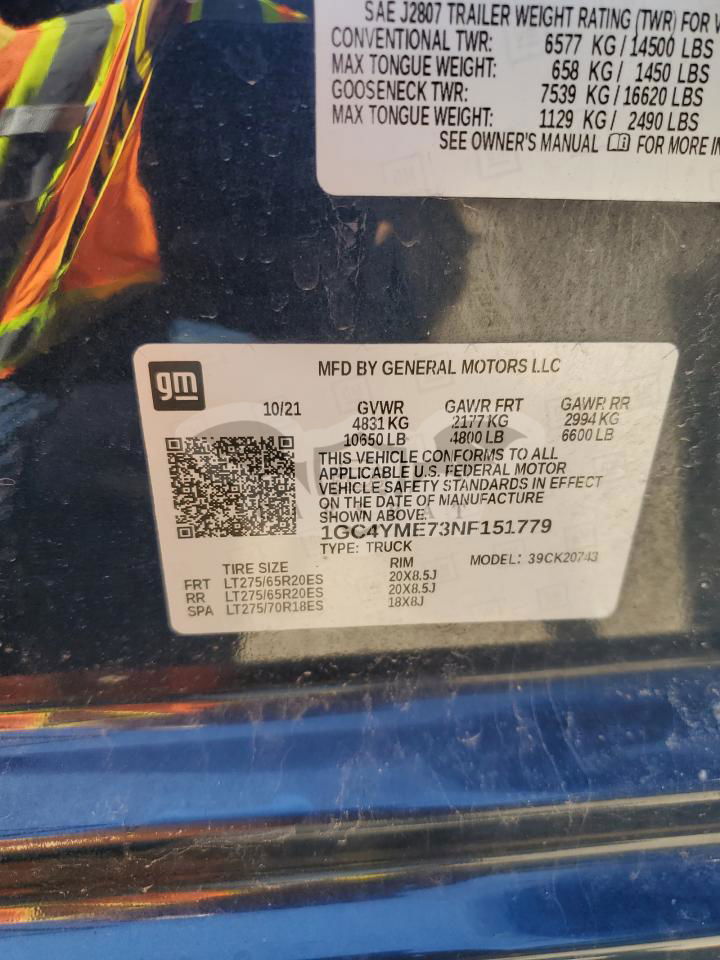 SAE J2807 TRAILER WEIGHT RATING (TWR) FOR
CONVENTIONAL TWR: 6577 KG/14500 LBS
MAX TONGUE WEIGHT: 658 KG/ 1450 LBS
GOOSENECK TWR: 7539 KG/16620 LBS
MAX TONGUE WEIGHT: 1129 KG/ 2490 LBS
SEE OWNER'S MANUAL FOR MORE
gm
MFD BY GENERAL MOTORS LLC
10/21 GVWR GAWR FRT GAWR RR
4831 KG 2177 KG 2994 KG
10650 LB 4800 LB 6600 LB
THIS VEHICLE CONFORMS TO ALL
APPLICABLE U.S. FEDERAL MOTOR
VEHICLE SAFETY STANDARDS IN EFFECT
ON THE DATE OF MANUFACTURE
SHOWN ABOVE.
1GC4YME73NF151779
TYPE: TRUCK MODEL: 39CK20743
TIRE SIZE RIM
FRT LT275/65R20ES 20X8.5J
RR LT275/65R20ES 20X8.5J
SPA LT275/70R18ES 18X8J